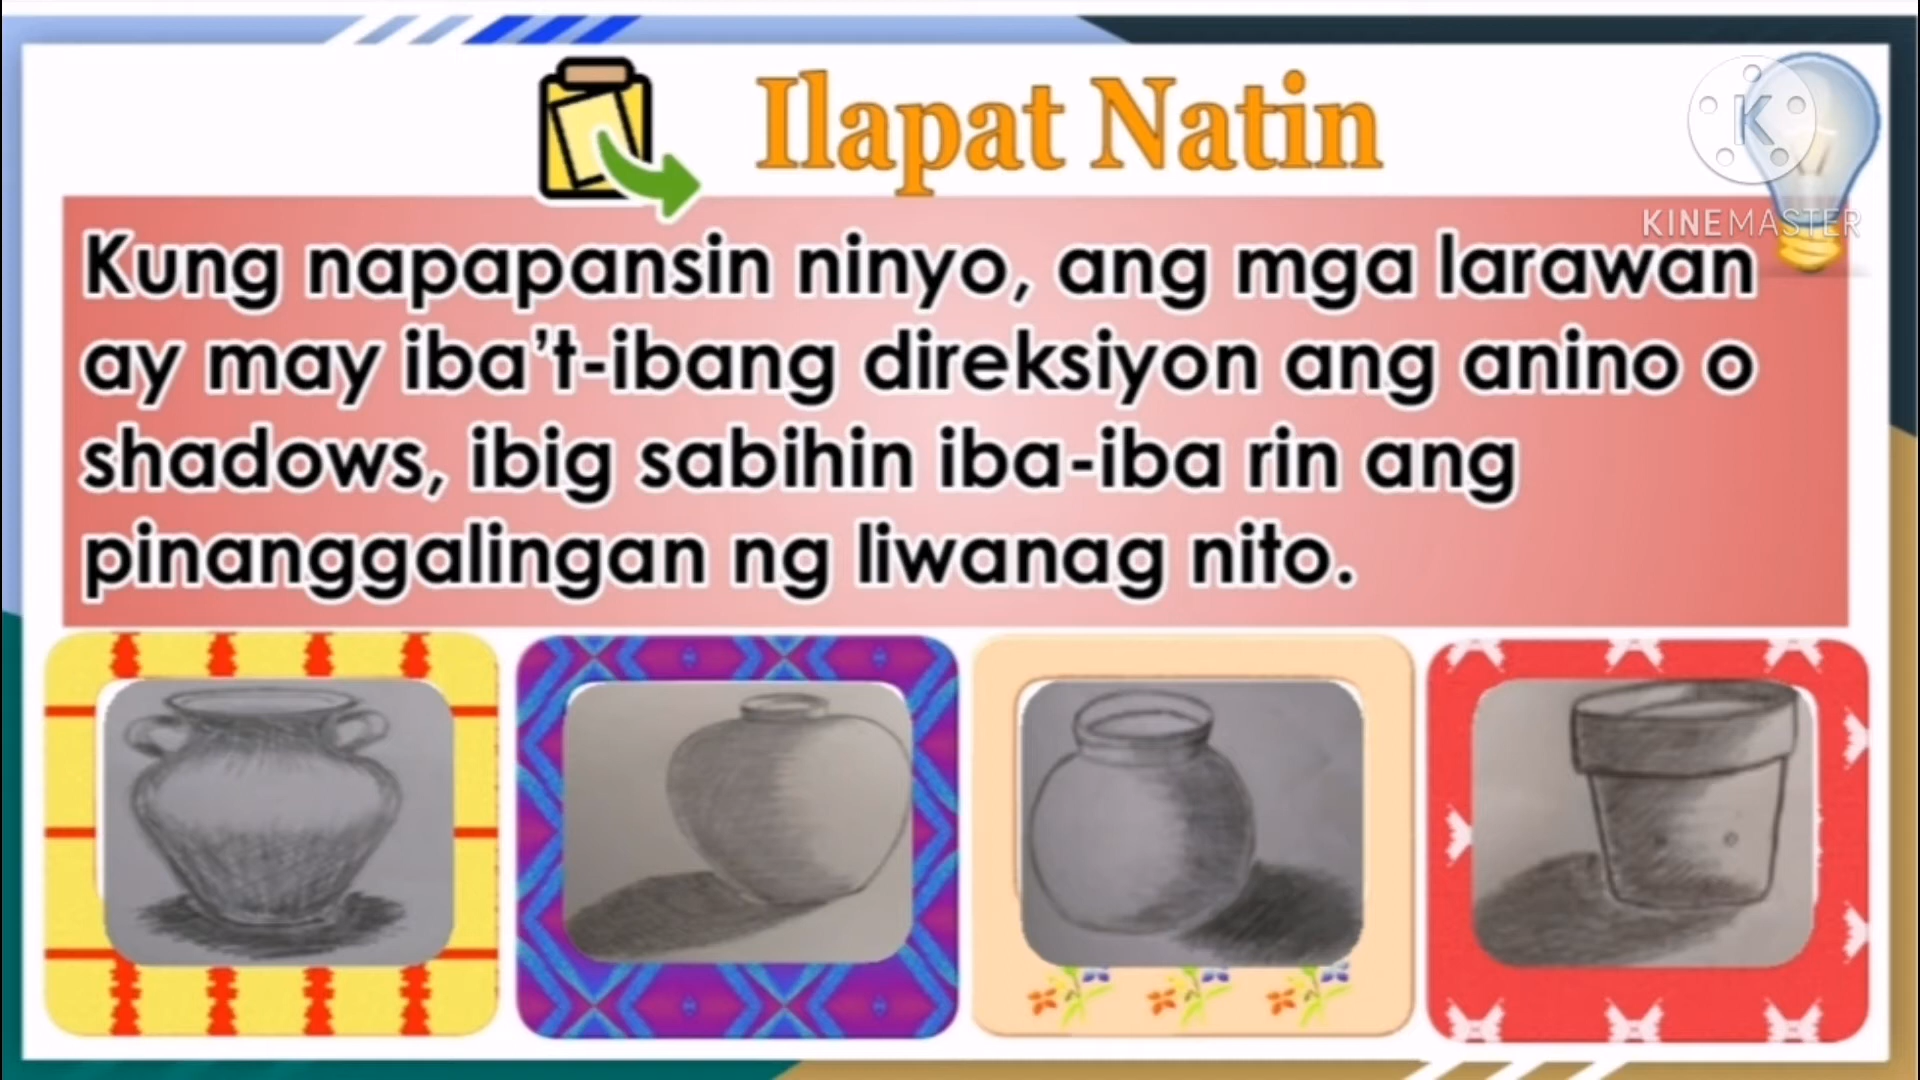 Ilapat Natin
K
KINEMASTER
Kung napapansin ninyo, ang mga larawan
ay may iba't-ibang direksiyon ang anino o
shadows, ibig sabihin iba-iba rin ang
pinanggalingan ng liwanag nito.